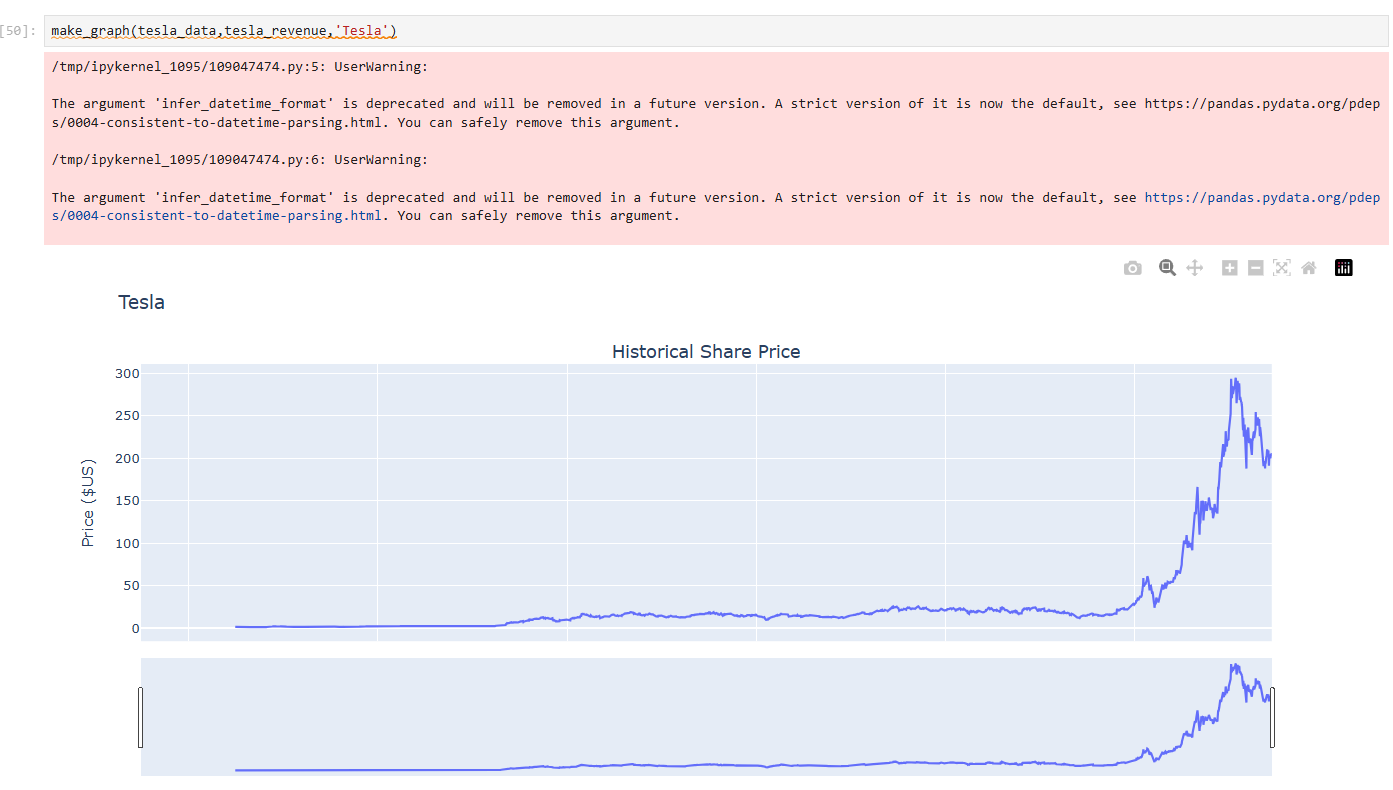 [50]:
make_graph(tesla_data,tesla_revenue,'Tesla')
/tmp/ipykernel_1095/109047474.py:5: UserWarning:
The argument 'infer_datetime_format' is deprecated and will be removed in a future version. A strict version of it is now the default, see https://pandas.pydata.org/pdep
s/0004-consistent-to-datetime-parsing.html. You can safely remove this argument.
/tmp/ipykernel_1095/109047474.py:6: UserWarning:
The argument 'infer_datetime_format' is deprecated and will be removed in a future version. A strict version of it is now the default, see https://pandas.pydata.org/pdep
s/0004-consistent-to-datetime-parsing.html. You can safely remove this argument.
Tesla
Historical Share Price
300
250
200
150
100
50
0
Price ($US)